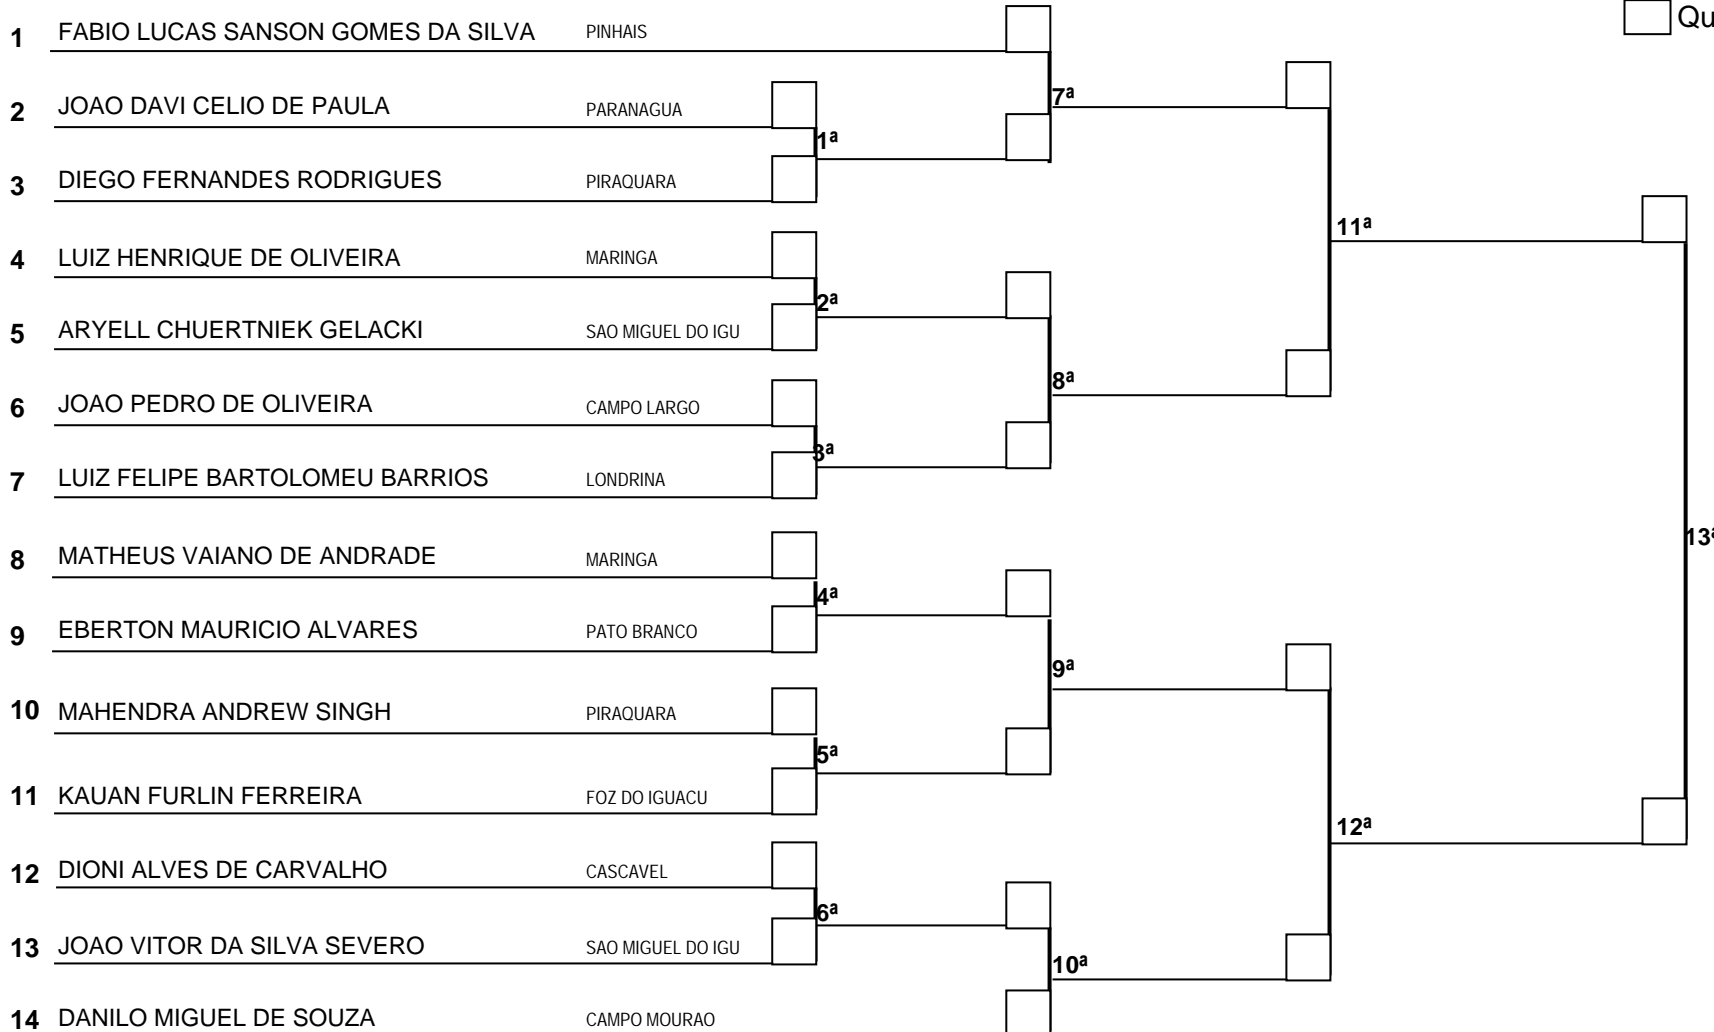 Qu
1 FABIO LUCAS SANSON GOMES DA SILVA PINHAIS
7ª
2 JOAO DAVI CELIO DE PAULA PARANAGUA
1ª
3 DIEGO FERNANDES RODRIGUES PIRAQUARA
11ª
4 LUIZ HENRIQUE DE OLIVEIRA MARINGA
2ª
5 ARYELL CHUERTNIEK GELACKI SAO MIGUEL DO IGU
8ª
6 JOAO PEDRO DE OLIVEIRA CAMPO LARGO
3ª
7 LUIZ FELIPE BARTOLOMEU BARRIOS LONDRINA
13ª
8 MATHEUS VAIANO DE ANDRADE MARINGA
4ª
9 EBERTON MAURICIO ALVARES PATO BRANCO
9ª
10 MAHENDRA ANDREW SINGH PIRAQUARA
5ª
11 KAUAN FURLIN FERREIRA FOZ DO IGUACU
12ª
12 DIONI ALVES DE CARVALHO CASCAVEL
6ª
13 JOAO VITOR DA SILVA SEVERO SAO MIGUEL DO IGU
10ª
14 DANILO MIGUEL DE SOUZA CAMPO MOURAO